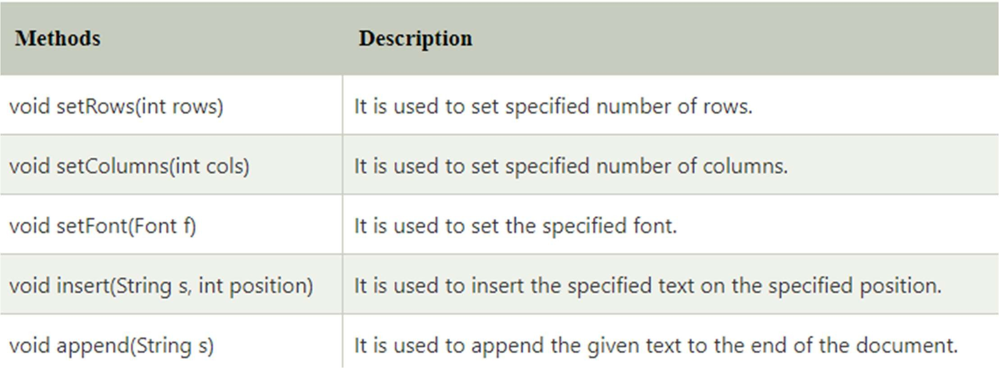 Methods Description
void setRows(int rows) It is used to set specified number of rows.
void setColumns(int cols) It is used to set specified number of columns.
void setFont(Font f) It is used to set the specified font.
void insert(String s, int position) It is used to insert the specified text on the specified position.
void append(String s) It is used to append the given text to the end of the document.